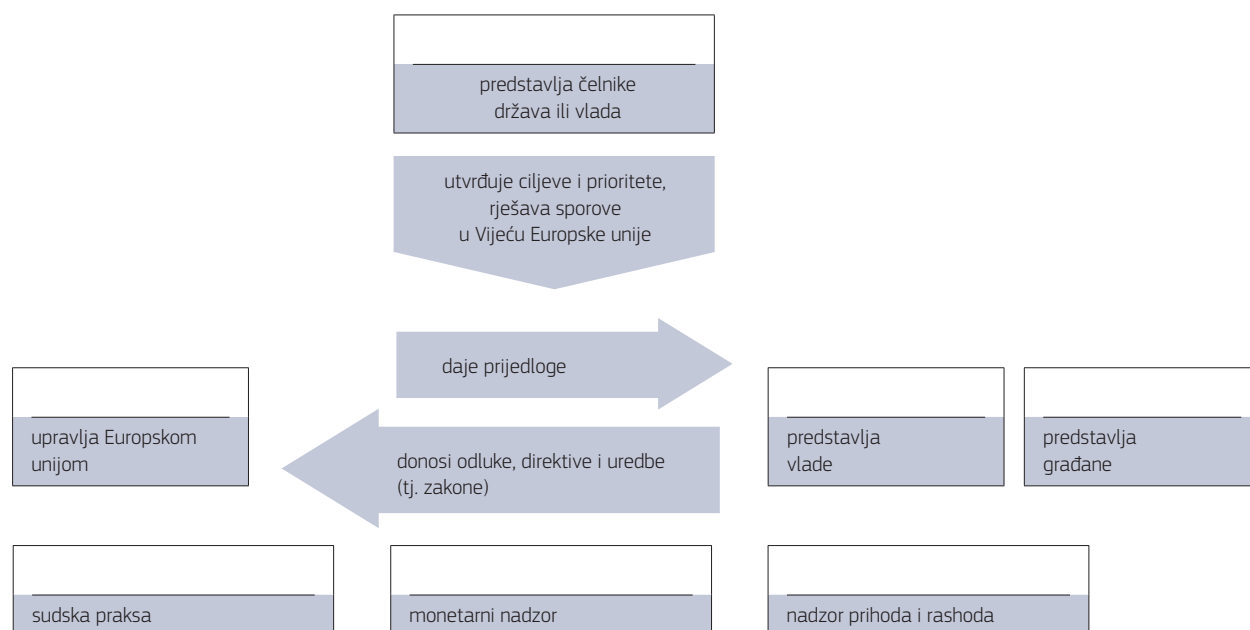 predstavlja čelnike
država ili vlada
utvrđuje ciljeve i prioritete,
rješava sporove
u Vijeću Europske unije
daje prijedloge
upravlja Europskom
unijom
donosi odluke, direktive i uredbe
(tj. zakone)
predstavlja
vlade
predstavlja
građane
sudska praksa
monetarni nadzor
nadzor prihoda i rashoda